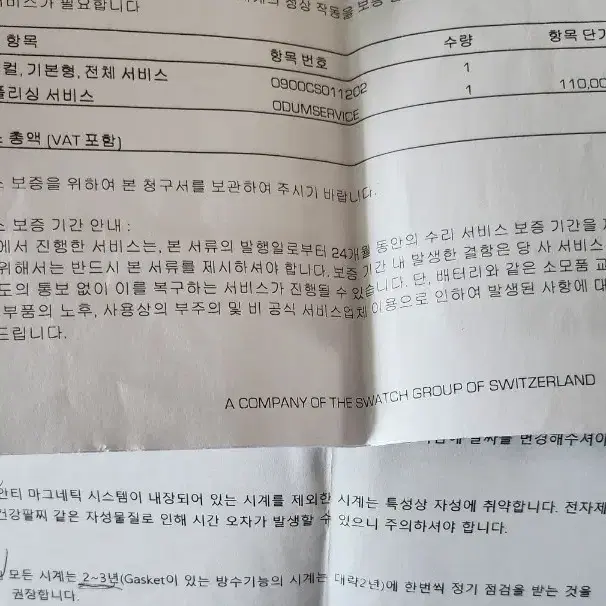 비스가 필요합니다
항목 항목 번호 수량 항목 단가
컬, 기본형, 전체 서비스 0900CS011202 1
폴리싱 서비스 ODUMSERVICE 1 110,00
총액 (VAT 포함)
보증을 위하여 본 청구서를 보관하여 주시기 바랍니다.
스 보증 기간 안내 :
에서 진행한 서비스는, 본 서류의 발행일로부터 24개월 동안의 수리 서비스 보증 기간을
위해서는 반드시 본 서류를 제시하셔야 합니다. 보증 기간 내 발생한 결함은 당 사 서비스
도의 통보 없이 이를 복구하는 서비스가 진행될 수 있습니다. 단, 배터리와 같은 소모품 교
부품의 노후, 사용상의 부주의 및 비 공식 서비스업체 이용으로 인하여 발생된 사항에 대
드립니다.
A COMPANY OF THE SWATCH GROUP OF SWITZERLAND
날짜를 변경해주셔야
안티 마그네틱 시스템이 내장되어 있는 시계를 제외한 시계는 특성상 자성에 취약합니다. 전자제
건강팔찌 같은 자성물질로 인해 시간 오차가 발생할 수 있으니 주의하셔야 합니다.
모든 시계는 2~3년(Gasket이 있는 방수기능의 시계는 대략2년)에 한번씩 정기 점검을 받는 것을
권장합니다.